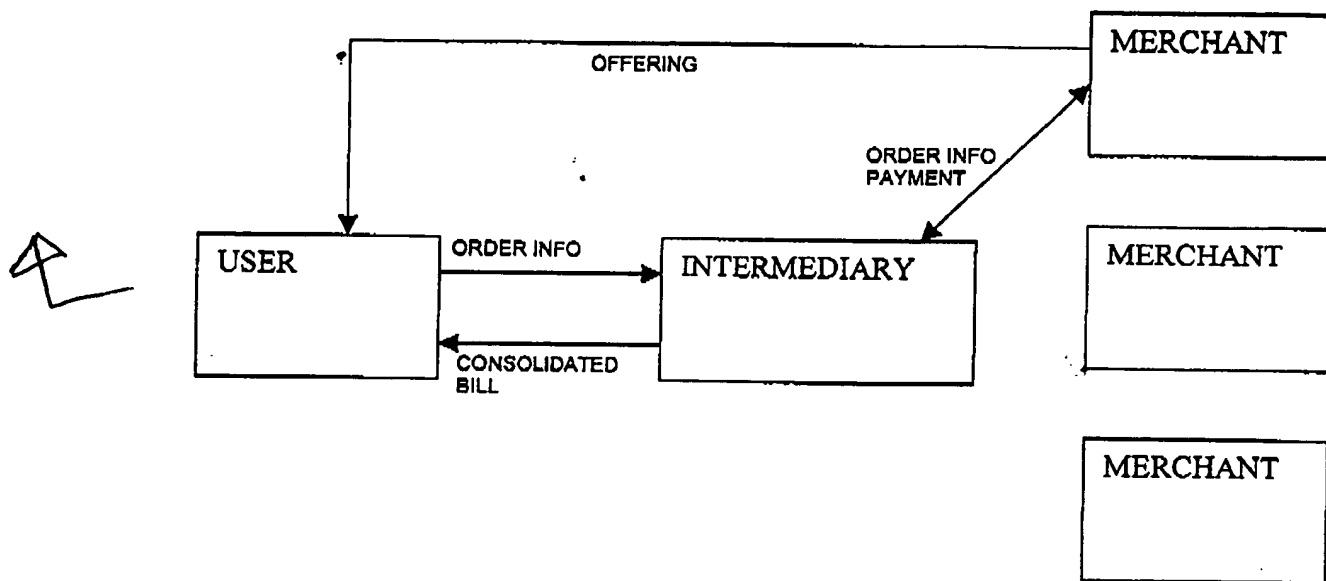 MERCHANT
OFFERING
ORDER INFO
PAYMENT
USER
ORDER INFO
INTERMEDIARY
MERCHANT
CONSOLIDATED
BILL
MERCHANT